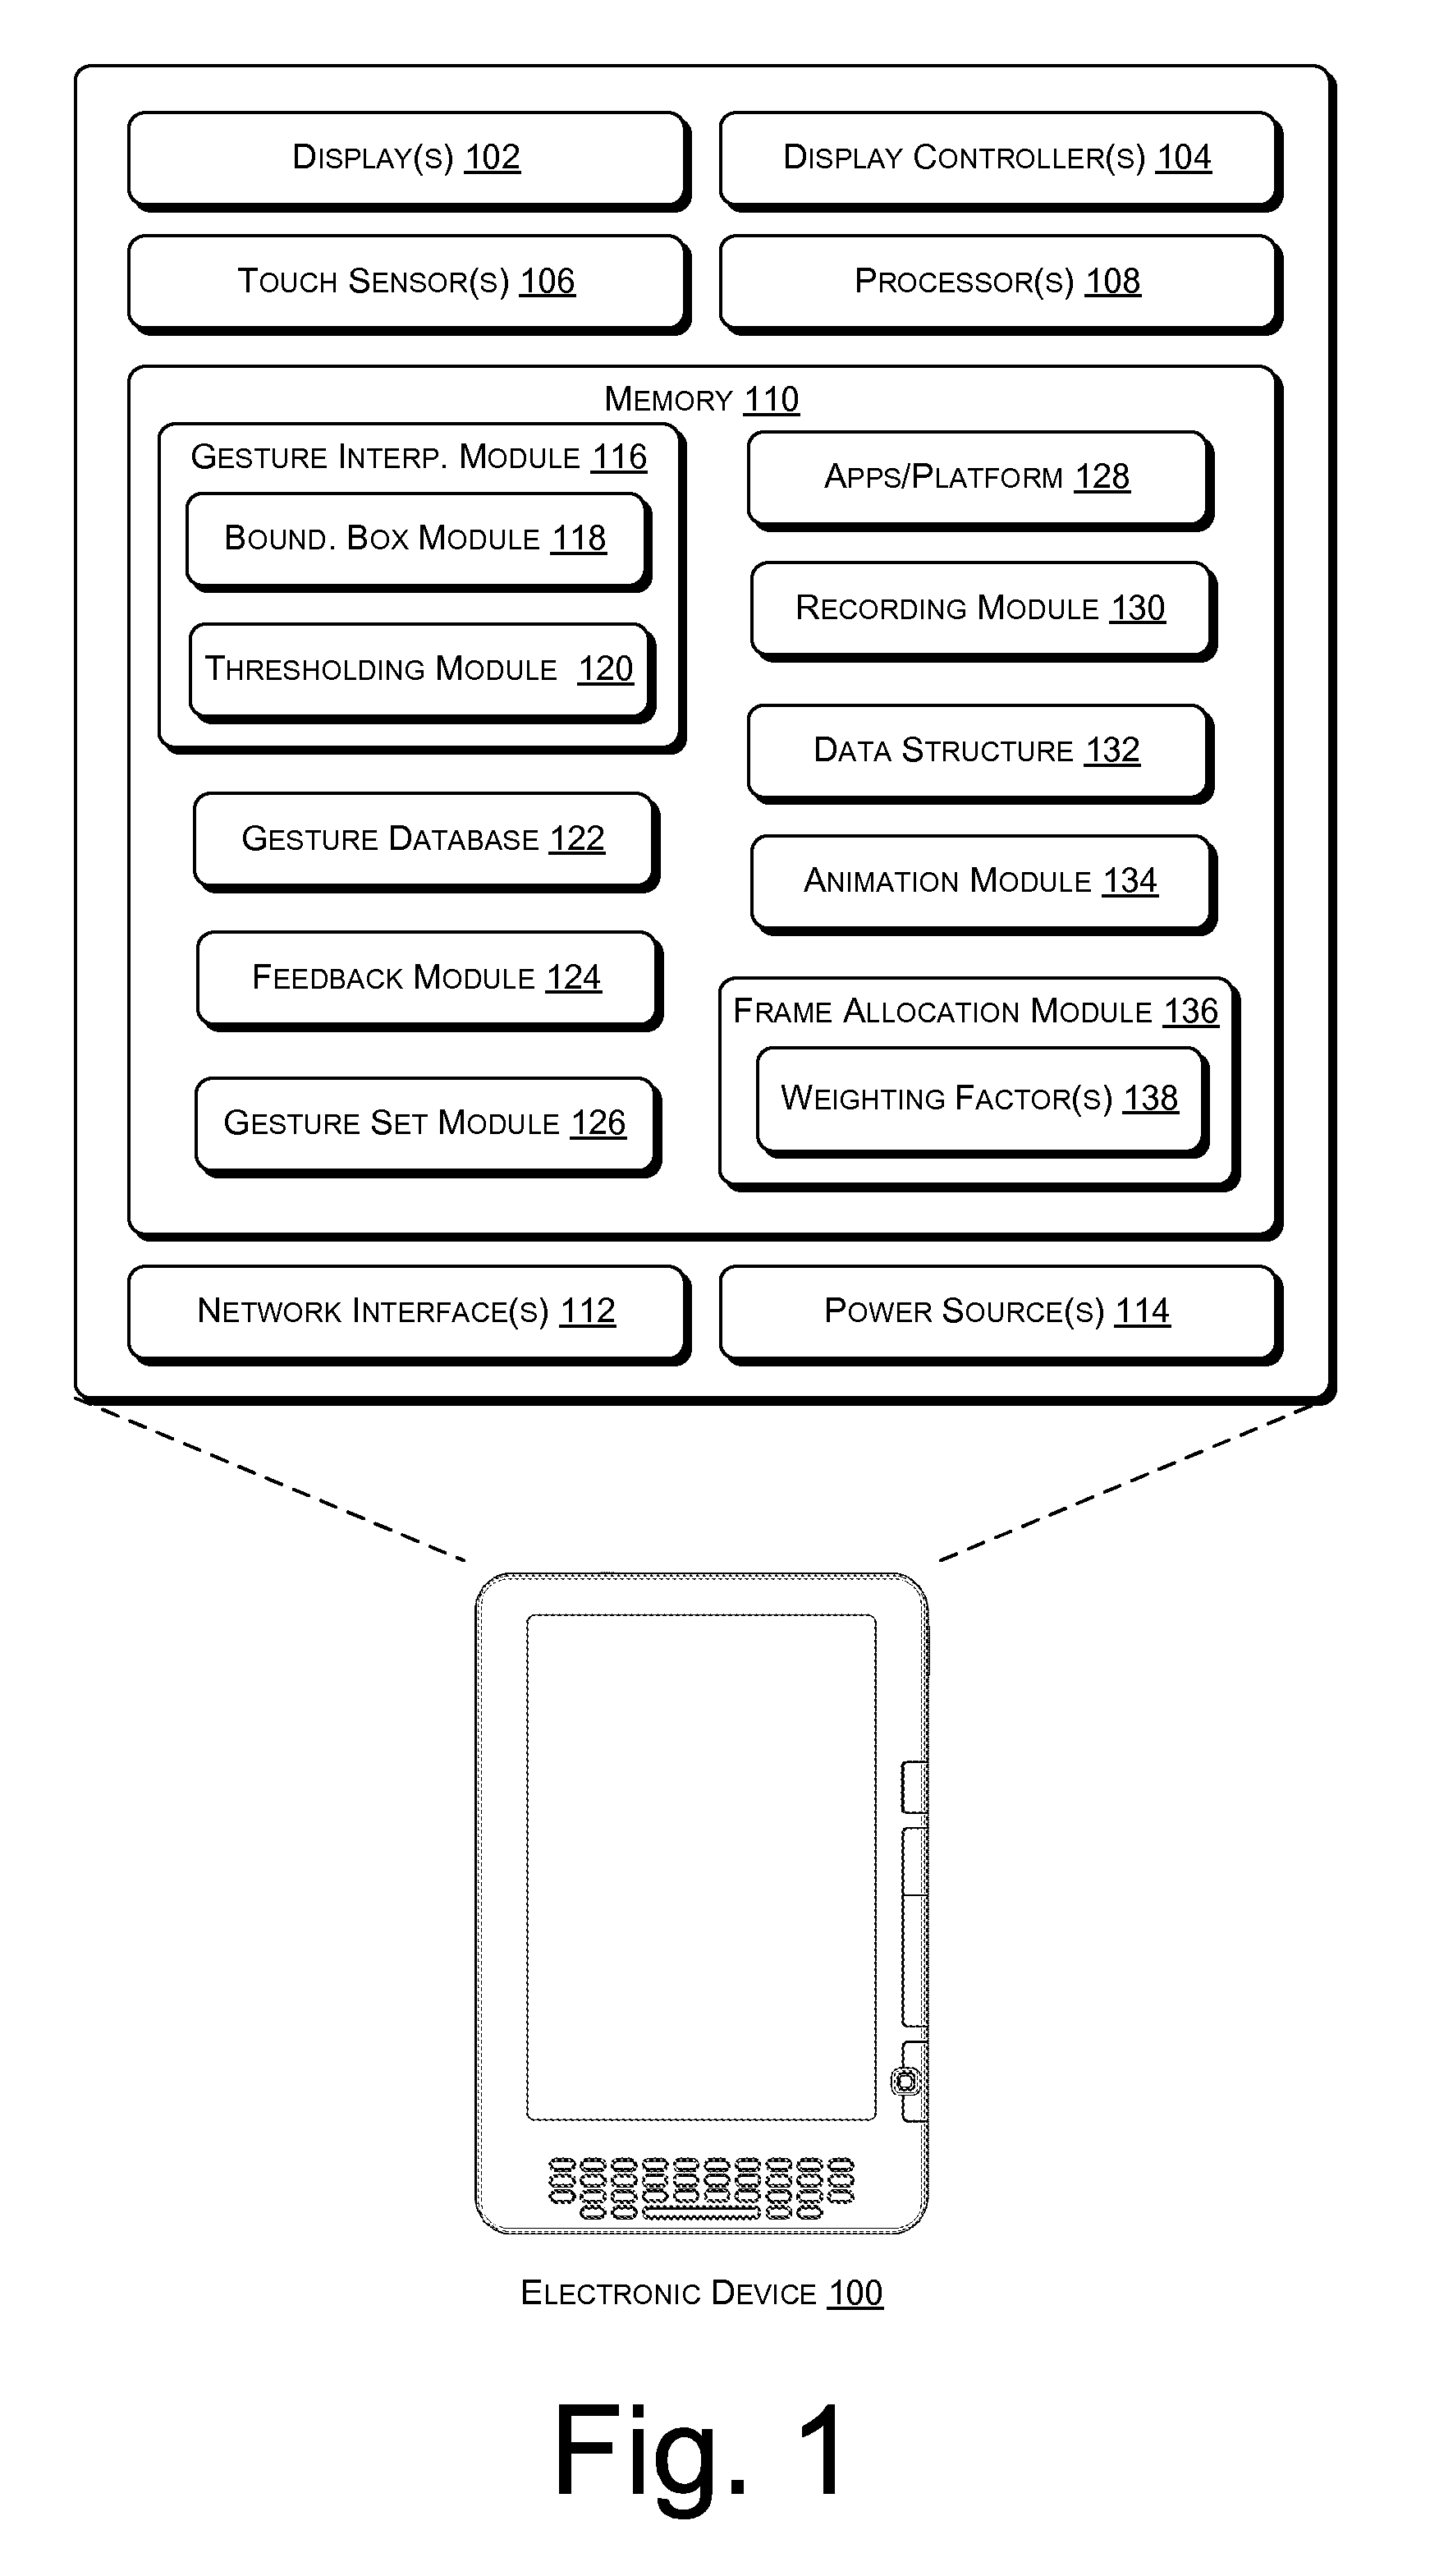 Display(s) 102
Display Controller(s) 104
Touch Sensor(s) 106
Processor(s) 108
Memory 110
Gesture Interp. Module 116
Bound. Box Module 118
Thresholding Module 120
Gesture Database 122
Feedback Module 124
Gesture Set Module 126
Apps/Platform 128
Recording Module 130
Data Structure 132
Animation Module 134
Frame Allocation Module 136
Weighting Factor(s) 138
Network Interface(s) 112
Power Source(s) 114
Electronic Device 100
Fig. 1